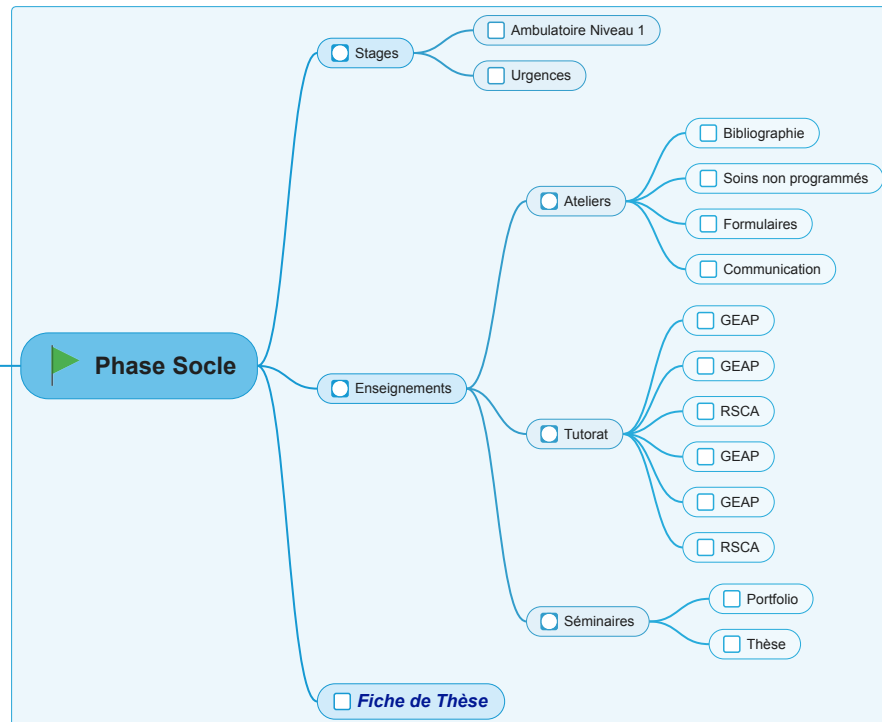 Phase Socle
Stages
Ambulatoire Niveau 1
Urgences
Enseignements
Ateliers
Bibliographie
Soins non programmés
Formulaires
Communication
Tutorat
GEAP
GEAP
RSCA
GEAP
GEAP
RSCA
Séminaires
Portfolio
Thèse
Fiche de Thèse